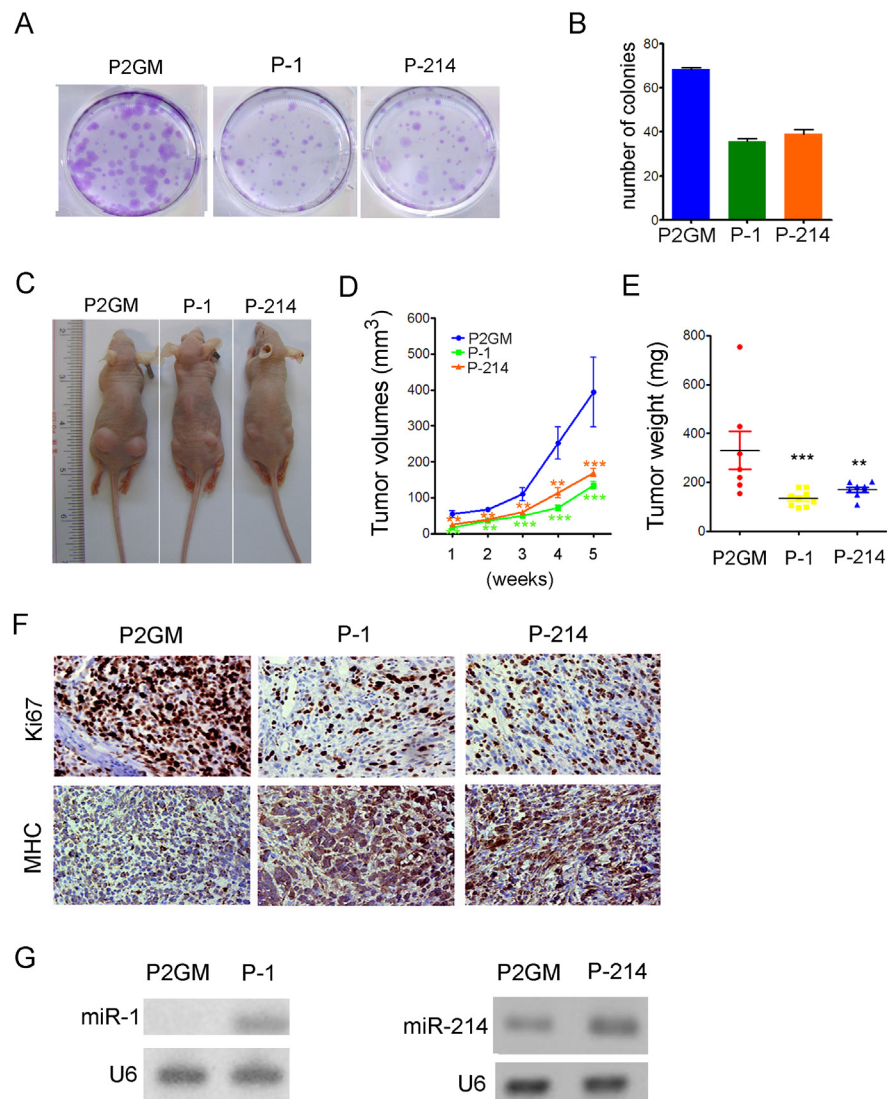 A
P2GM P-1 P-214
B
number of colonies
80
60
40
20
0
P2GM P-1 P-214
C
P2GM P-1 P-214
D
Tumor volumes (mm3)
600
500
400
300
200
100
0
P2GM
P-1
P-214
*** ** ** ** **
*** *** *** ** **
1 2 3 4 5
(weeks)
E
Tumor weight (mg)
800
600
400
200
0
*** **
P2GM P-1 P-214
F
P2GM P-1 P-214
Ki67
MHC
G
P2GM P-1
miR-1
U6
P2GM P-214
miR-214
U6